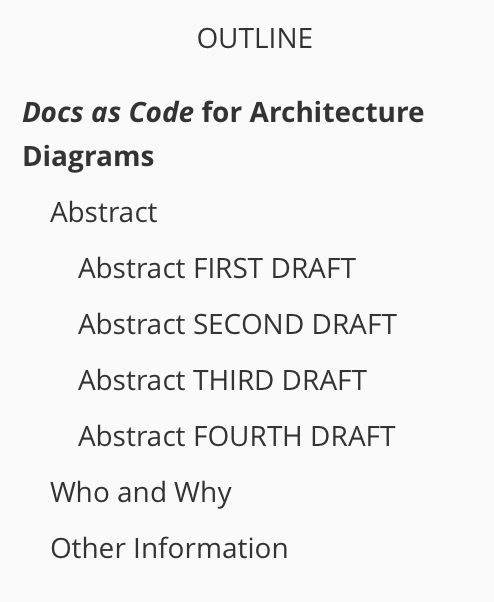 OUTLINE
Docs as Code for Architecture
Diagrams
Abstract
Abstract FIRST DRAFT
Abstract SECOND DRAFT
Abstract THIRD DRAFT
Abstract FOURTH DRAFT
Who and Why
Other Information